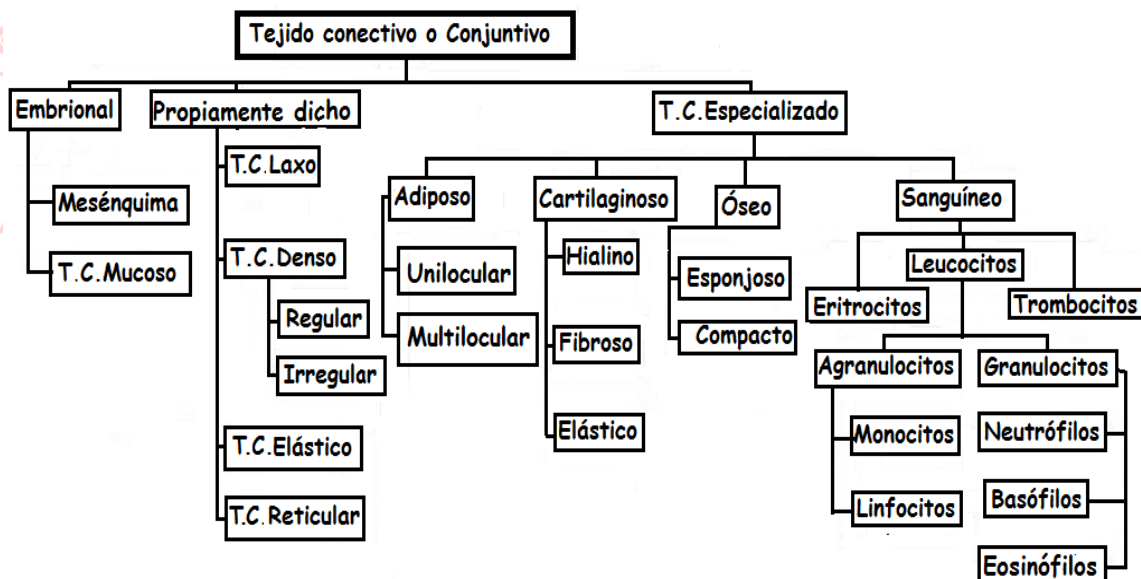 Tejido conectivo o Conjuntivo
Embrional
Propiamente dicho
T.C.Especializado
Mesénquima
T.C.Mucoso
T.C.Laxo
T.C.Denso
Regular
Irregular
T.C.Elástico
T.C.Reticular
Adiposo
Unilocular
Multilocular
Cartilaginoso
Hialino
Fibroso
Elástico
Óseo
Esponjoso
Compacto
Sanguíneo
Eritrocitos
Leucocitos
Trombocitos
Agranulocitos
Monocitos
Linfocitos
Granulocitos
Neutrófilos
Basófilos
Eosinófilos